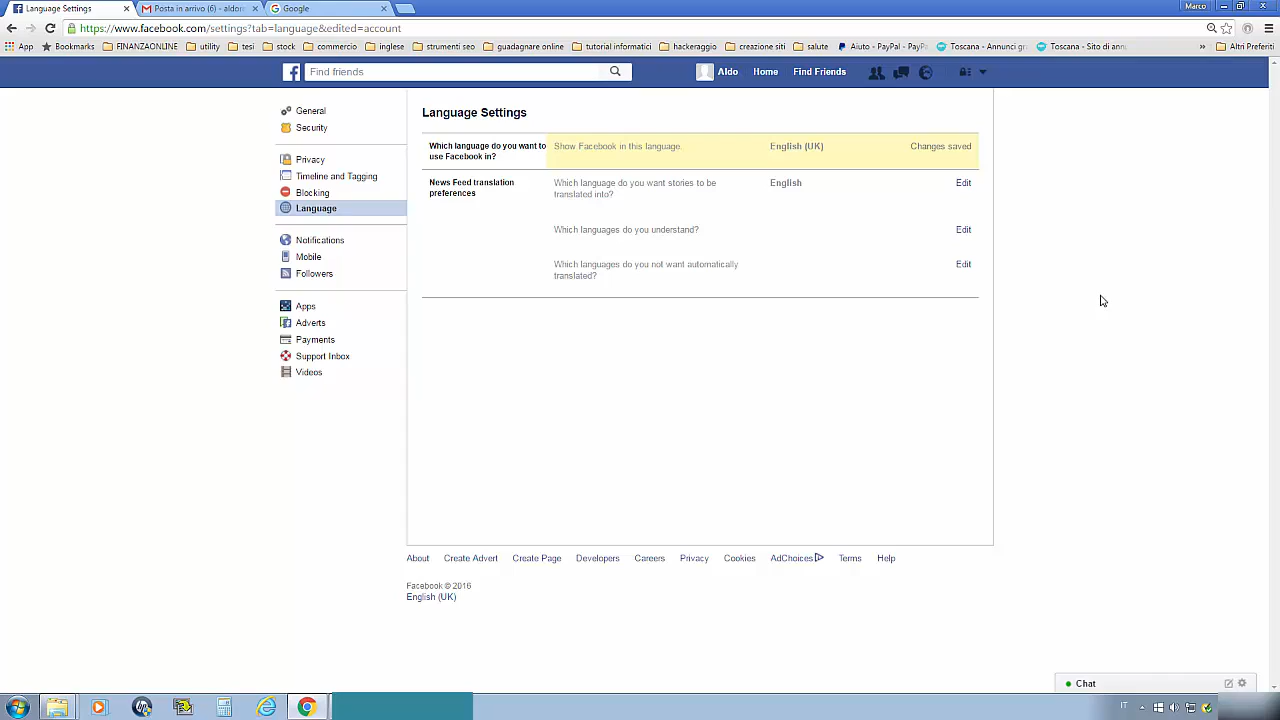 Language Settings
Posta in arrivo (6) - aldom
Google
Marco
https://www.facebook.com/settings?tab=language&edited=account
App
Bookmarks
FINANZAONLINE
utility
tesi
stock
commercio
inglese
strumenti seo
guadagnare online
tutorial informatici
hackeraggio
creazione siti
salute
Aiuto - PayPal - PayPa
Toscana - Annunci gr
Toscana - Sito di annu
»
Altri Preferiti
Find friends
Aldo
Home
Find Friends
General
Security
Privacy
Timeline and Tagging
Blocking
Language
Notifications
Mobile
Followers
Apps
Adverts
Payments
Support Inbox
Videos
Language Settings
Which language do you want to
use Facebook in?
Show Facebook in this language.
English (UK)
Changes saved
News Feed translation
preferences
Which language do you want stories to be
translated into?
English
Edit
Which languages do you understand?
Edit
Which languages do you not want automatically
translated?
Edit
About
Create Advert
Create Page
Developers
Careers
Privacy
Cookies
AdChoices
Terms
Help
Facebook © 2016
English (UK)
Chat
IT